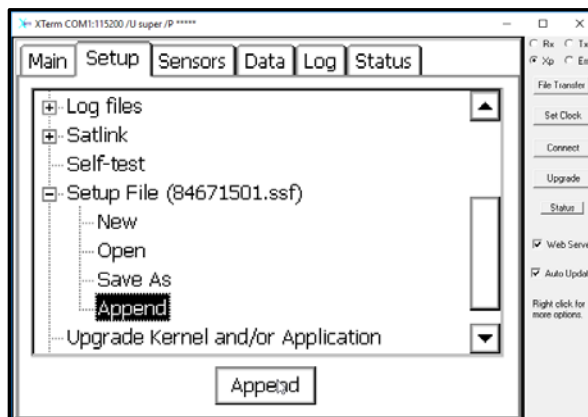 XTerm COM1:115200 /U super /P *****
Main Setup Sensors Data Log Status
Log files
Satlink
Self-test
Setup File (84671501.ssf)
New
Open
Save As
Append
Upgrade Kernel and/or Application
Append
Rx
Xp
File Transfer
Set Clock
Connect
Upgrade
Status
Web Serve
Auto Updat
Right click for
more options.